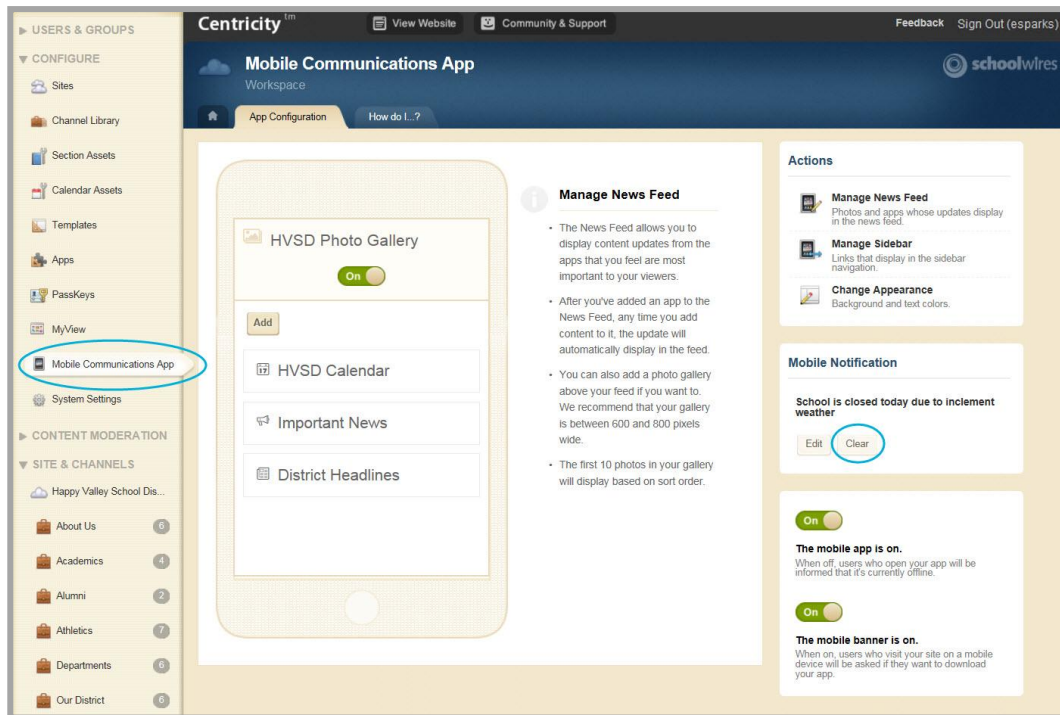 USERS & GROUPS
CONFIGURE
Sites
Channel Library
Section Assets
Calendar Assets
Templates
Apps
PassKeys
MyView
Mobile Communications App
System Settings
CONTENT MODERATION
SITE & CHANNELS
Happy Valley School Dis...
About Us 6
Academics 4
Alumni 2
Athletics 7
Departments 6
Our District 6
Centricity tm
View Website
Community & Support
Feedback
Sign Out (esparks)
Mobile Communications App
Workspace
schoolwires
App Configuration
How do I...?
HVSD Photo Gallery
On
Add
17 HVSD Calendar
Important News
District Headlines
Manage News Feed
• The News Feed allows you to
display content updates from the
apps that you feel are most
important to your viewers.
• After you've added an app to the
News Feed, any time you add
content to it, the update will
automatically display in the feed.
• You can also add a photo gallery
above your feed if you want to.
We recommend that your gallery
is between 600 and 800 pixels
wide.
• The first 10 photos in your gallery
will display based on sort order.
Actions
Manage News Feed
Photos and apps whose updates display
in the news feed.
Manage Sidebar
Links that display in the sidebar
navigation.
Change Appearance
Background and text colors.
Mobile Notification
School is closed today due to inclement
weather
Edit
Clear
On
The mobile app is on.
When off, users who open your app will be
informed that it's currently offline.
On
The mobile banner is on.
When on, users who visit your site on a mobile
device will be asked if they want to download
your app.